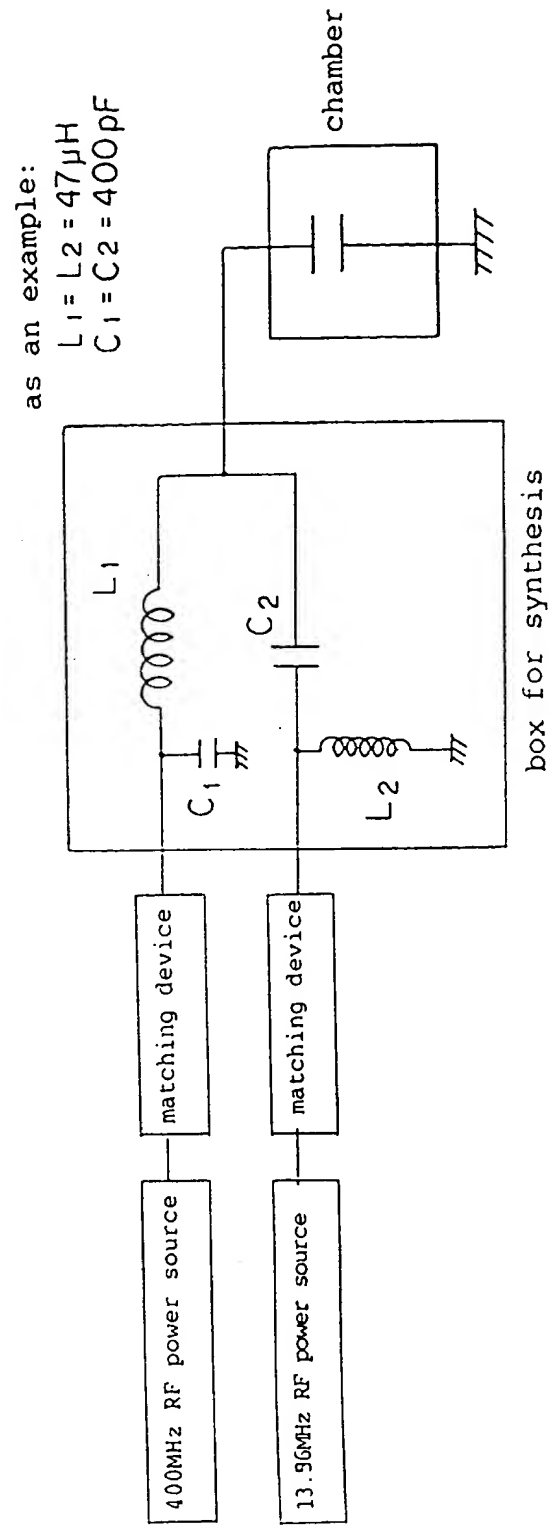 as an example:
L1 = L2 = 47μH
C1 = C2 = 400pF
400MHz RF power source
matching device
C1
L1
13.96MHz RF power source
matching device
L2
C2
box for synthesis
chamber